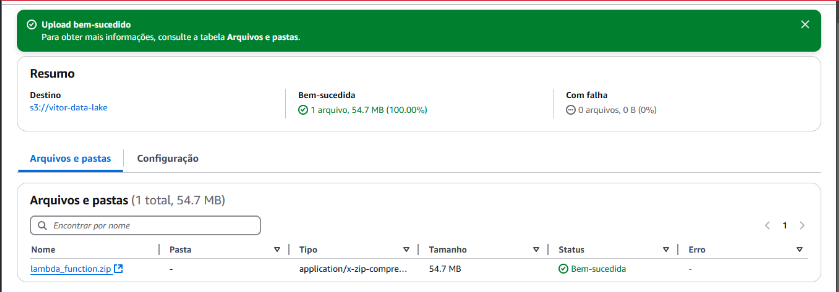 Upload bem-sucedido
Para obter mais informações, consulte a tabela Arquivos e pastas.
Resumo
Destino
s3://vitor-data-lake
Bem-sucedida
1 arquivo, 54.7 MB (100.00%)
Com falha
0 arquivos, 0 B (0%)
Arquivos e pastas
Configuração
Arquivos e pastas (1 total, 54.7 MB)
Encontrar por nome
1
Nome Pasta Tipo Tamanho Status Erro
lambda_function.zip - application/x-zip-compre... 54.7 MB Bem-sucedida -